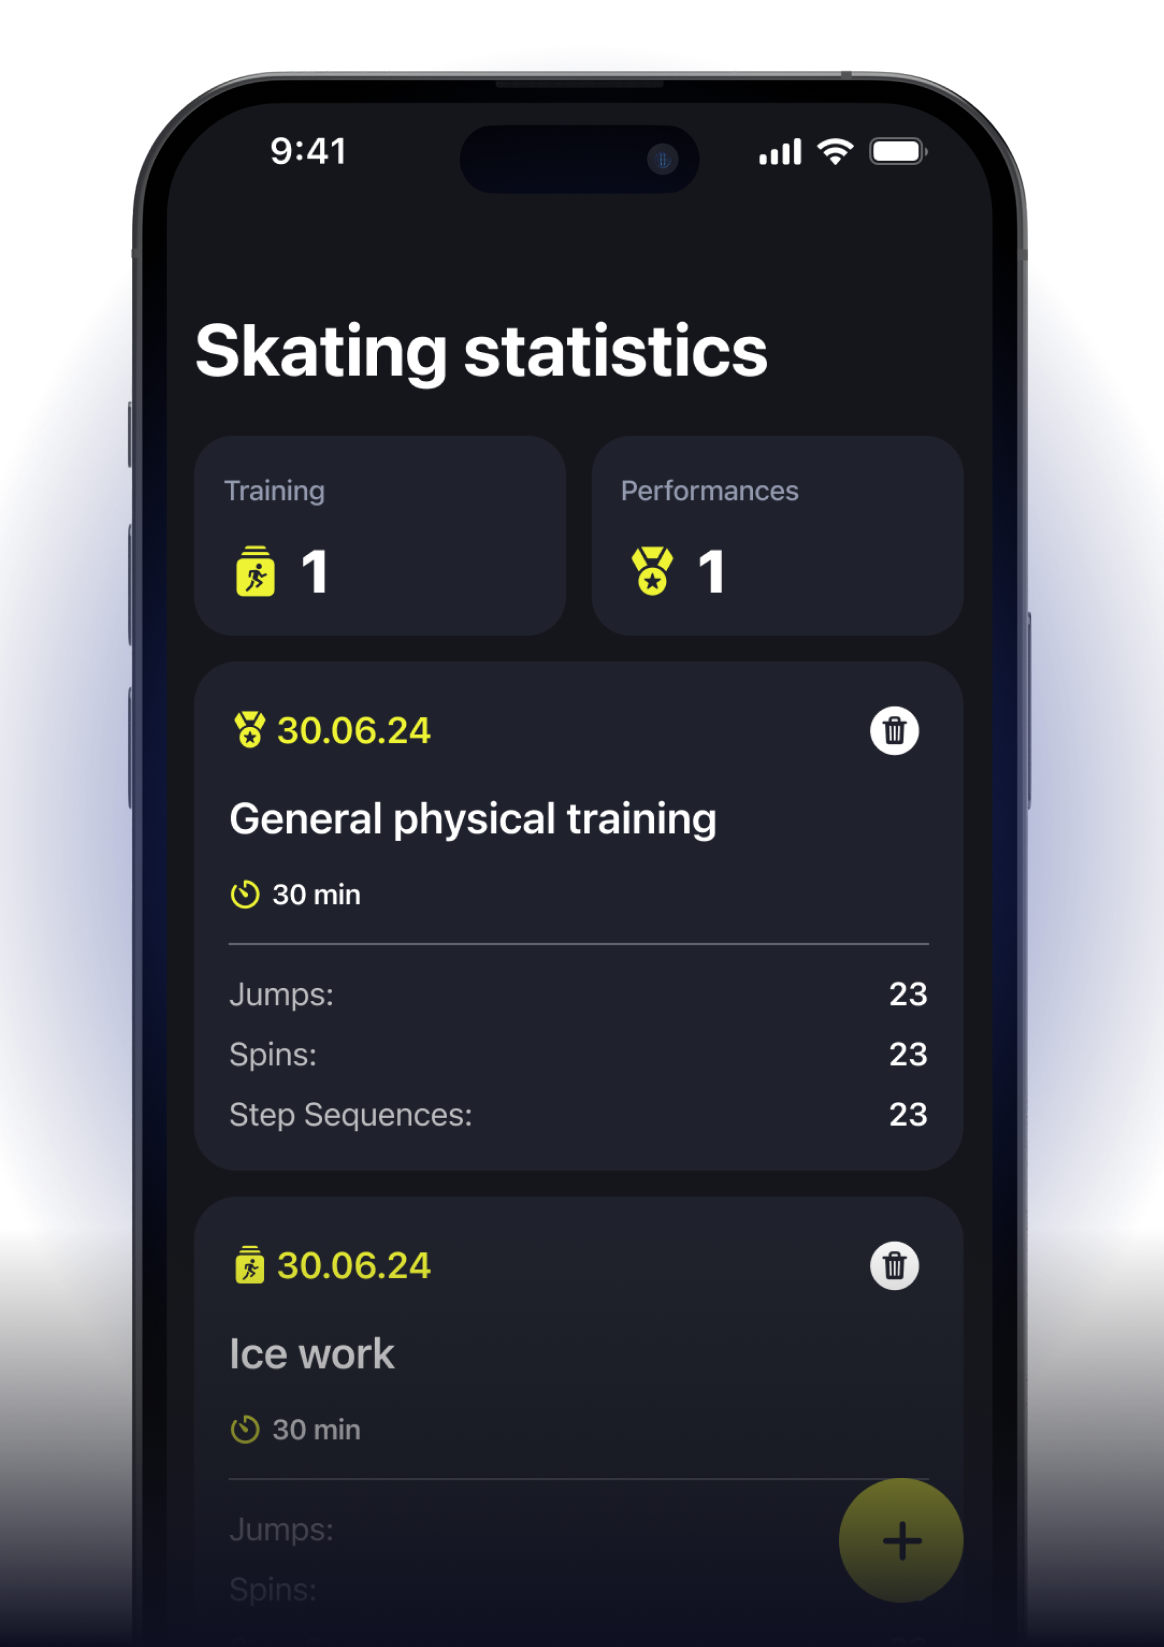 9:41
Skating statistics
Training
Performances
1
1
30.06.24
General physical training
30 min
Jumps: 23
Spins: 23
Step Sequences: 23
30.06.24
Ice work
30 min
Jumps:
Spins: